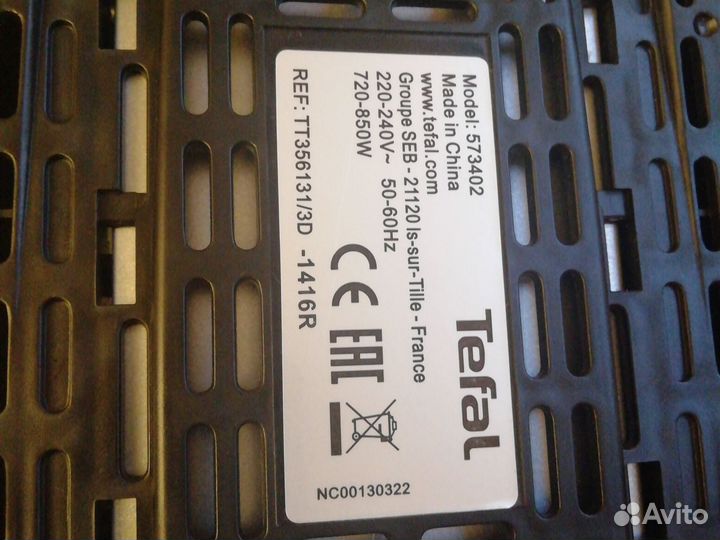 Tefal
Model: 573402
Made in China
www.tefal.com
Groupe SEB - 21120 Is-sur-Tille - France
220-240V~ 50-60Hz
720-850W
REF: TT356131/3D -1416R
CE EAC
NC00130322
Avito